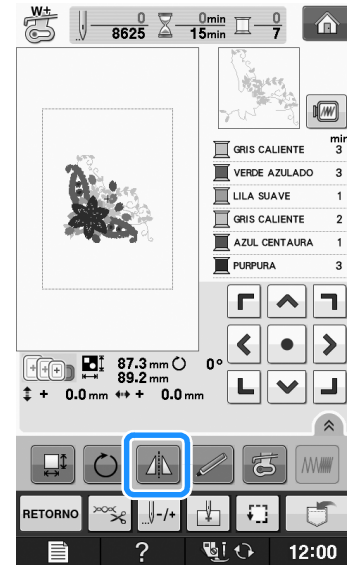 W+
0 0min 0
8625 15min 7
min
GRIS CALIENTE 3
VERDE AZULADO 3
LILA SUAVE 1
GRIS CALIENTE 2
AZUL CENTAURA 1
PURPURA 3
87.3 mm 0°
89.2 mm
+ 0.0 mm + 0.0 mm
RETORNO -/+
? 12:00